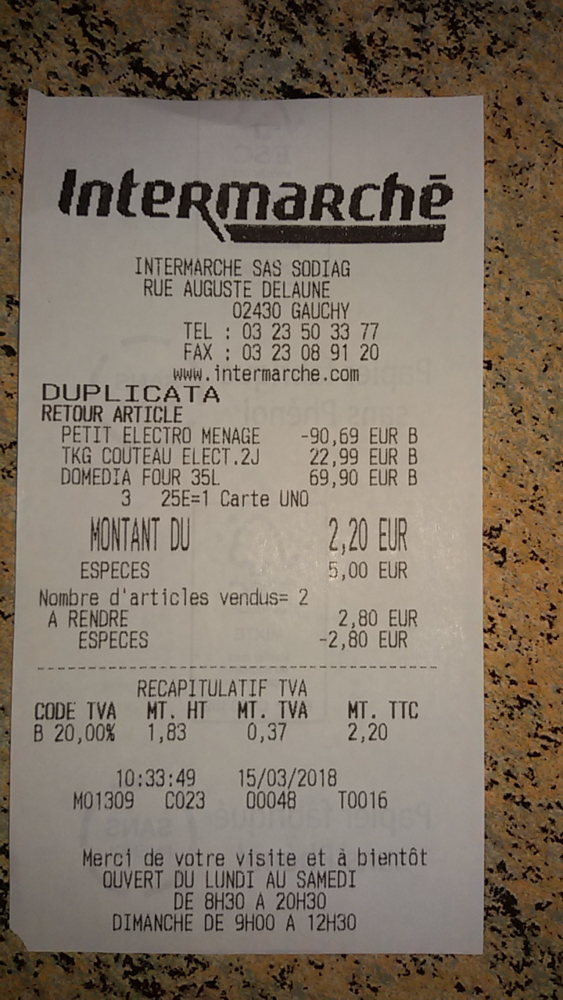 Intermarchē
INTERMARCHE SAS SODIAG
RUE AUGUSTE DELAUNE
02430 GAUCHY
TEL : 03 23 50 33 77
FAX : 03 23 08 91 20
www.intermarche.com
DUPLICATA
RETOUR ARTICLE
PETIT ELECTRO MENAGE -90,69 EUR B
TKG COUTEAU ELECT.2J 22,99 EUR B
DOMEDIA FOUR 35L 69,90 EUR B
3 25E=1 Carte UNO
MONTANT DU 2,20 EUR
ESPECES 5,00 EUR
Nombre d'articles vendus= 2
A RENDRE 2,80 EUR
ESPECES -2,80 EUR
RECAPITULATIF TVA
CODE TVA MT. HT MT. TVA MT. TTC
B 20,00% 1,83 0,37 2,20
10:33:49 15/03/2018
M01309 C023 00048 T0016
Merci de votre visite et à bientôt
OUVERT DU LUNDI AU SAMEDI
DE 8H30 A 20H30
DIMANCHE DE 9H00 A 12H30